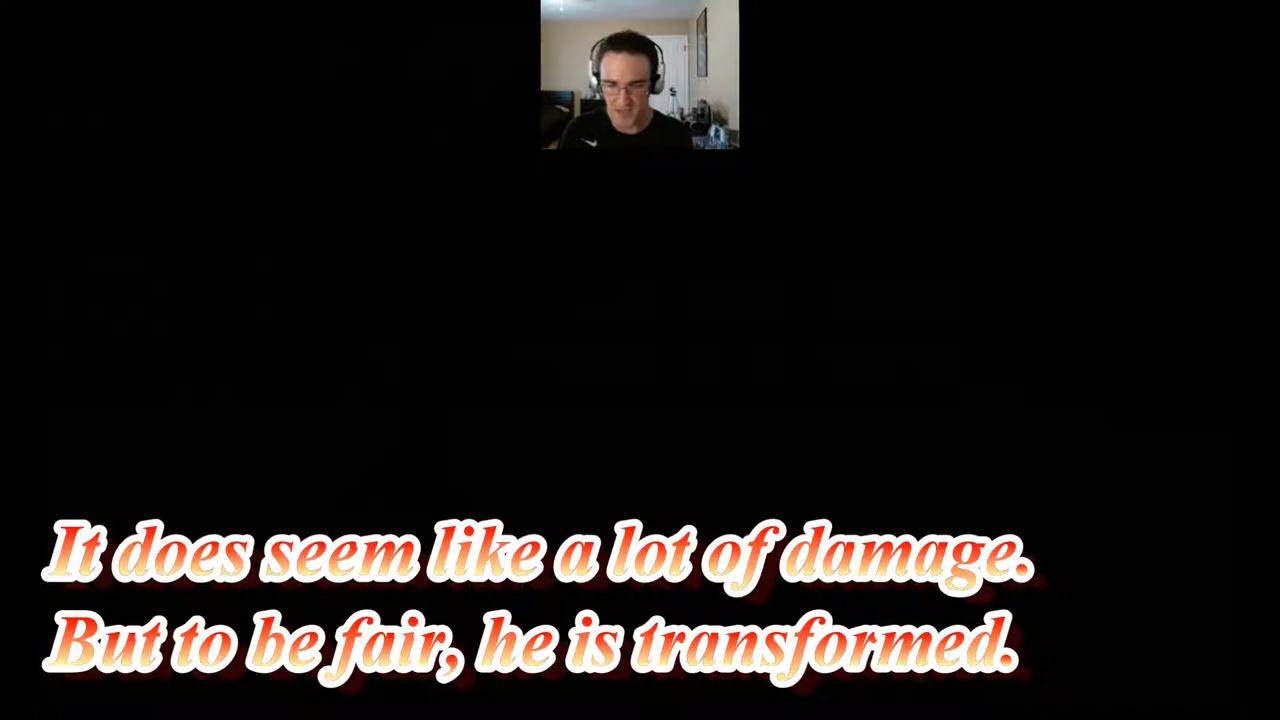 It does seem like a lot of damage.
But to be fair, he is transformed.